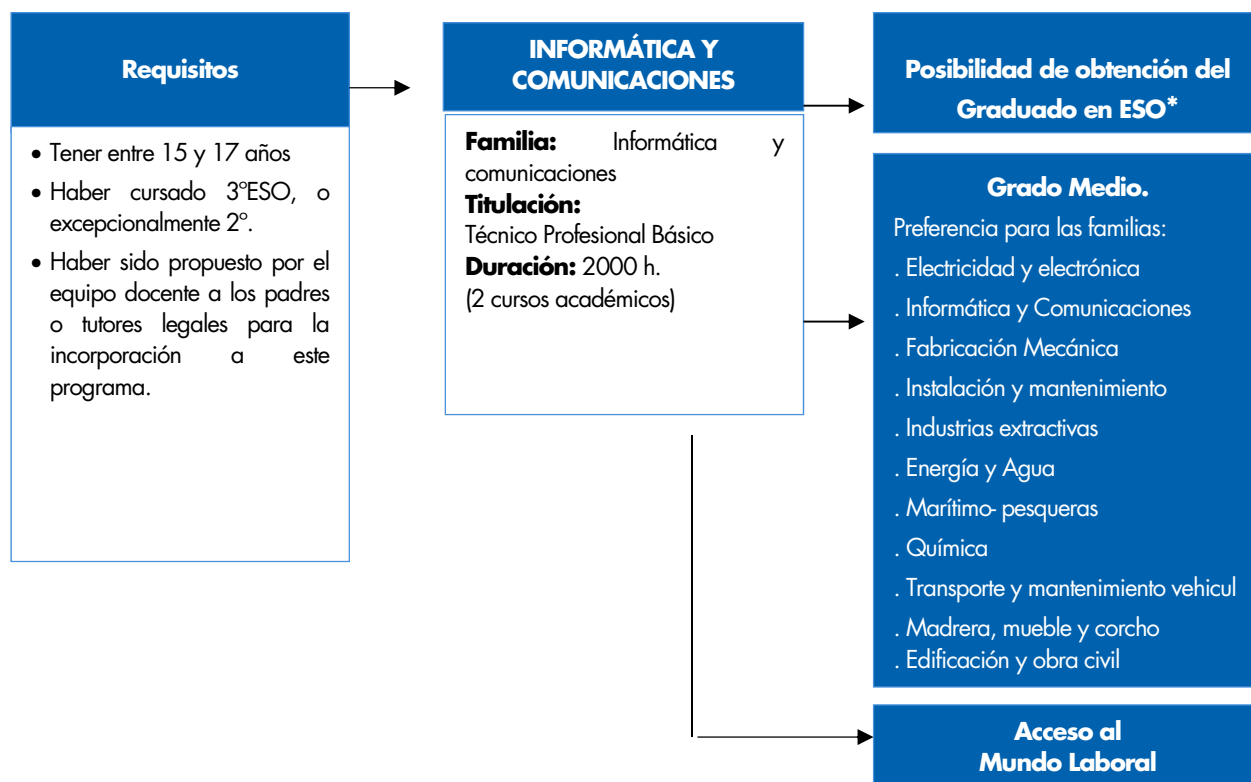 Requisitos
• Tener entre 15 y 17 años
• Haber cursado 3ºESO, o
excepcionalmente 2º.
• Haber sido propuesto por el
equipo docente a los padres
o tutores legales para la
incorporación a este
programa.
INFORMÁTICA Y
COMUNICACIONES
Familia: Informática y
comunicaciones
Titulación:
Técnico Profesional Básico
Duración: 2000 h.
(2 cursos académicos)
Posibilidad de obtención del
Graduado en ESO*
Grado Medio.
Preferencia para las familias:
. Electricidad y electrónica
. Informática y Comunicaciones
. Fabricación Mecánica
. Instalación y mantenimiento
. Industrias extractivas
. Energía y Agua
. Marítimo- pesqueras
. Química
. Transporte y mantenimiento vehicul
. Madrera, mueble y corcho
. Edificación y obra civil
Acceso al
Mundo Laboral